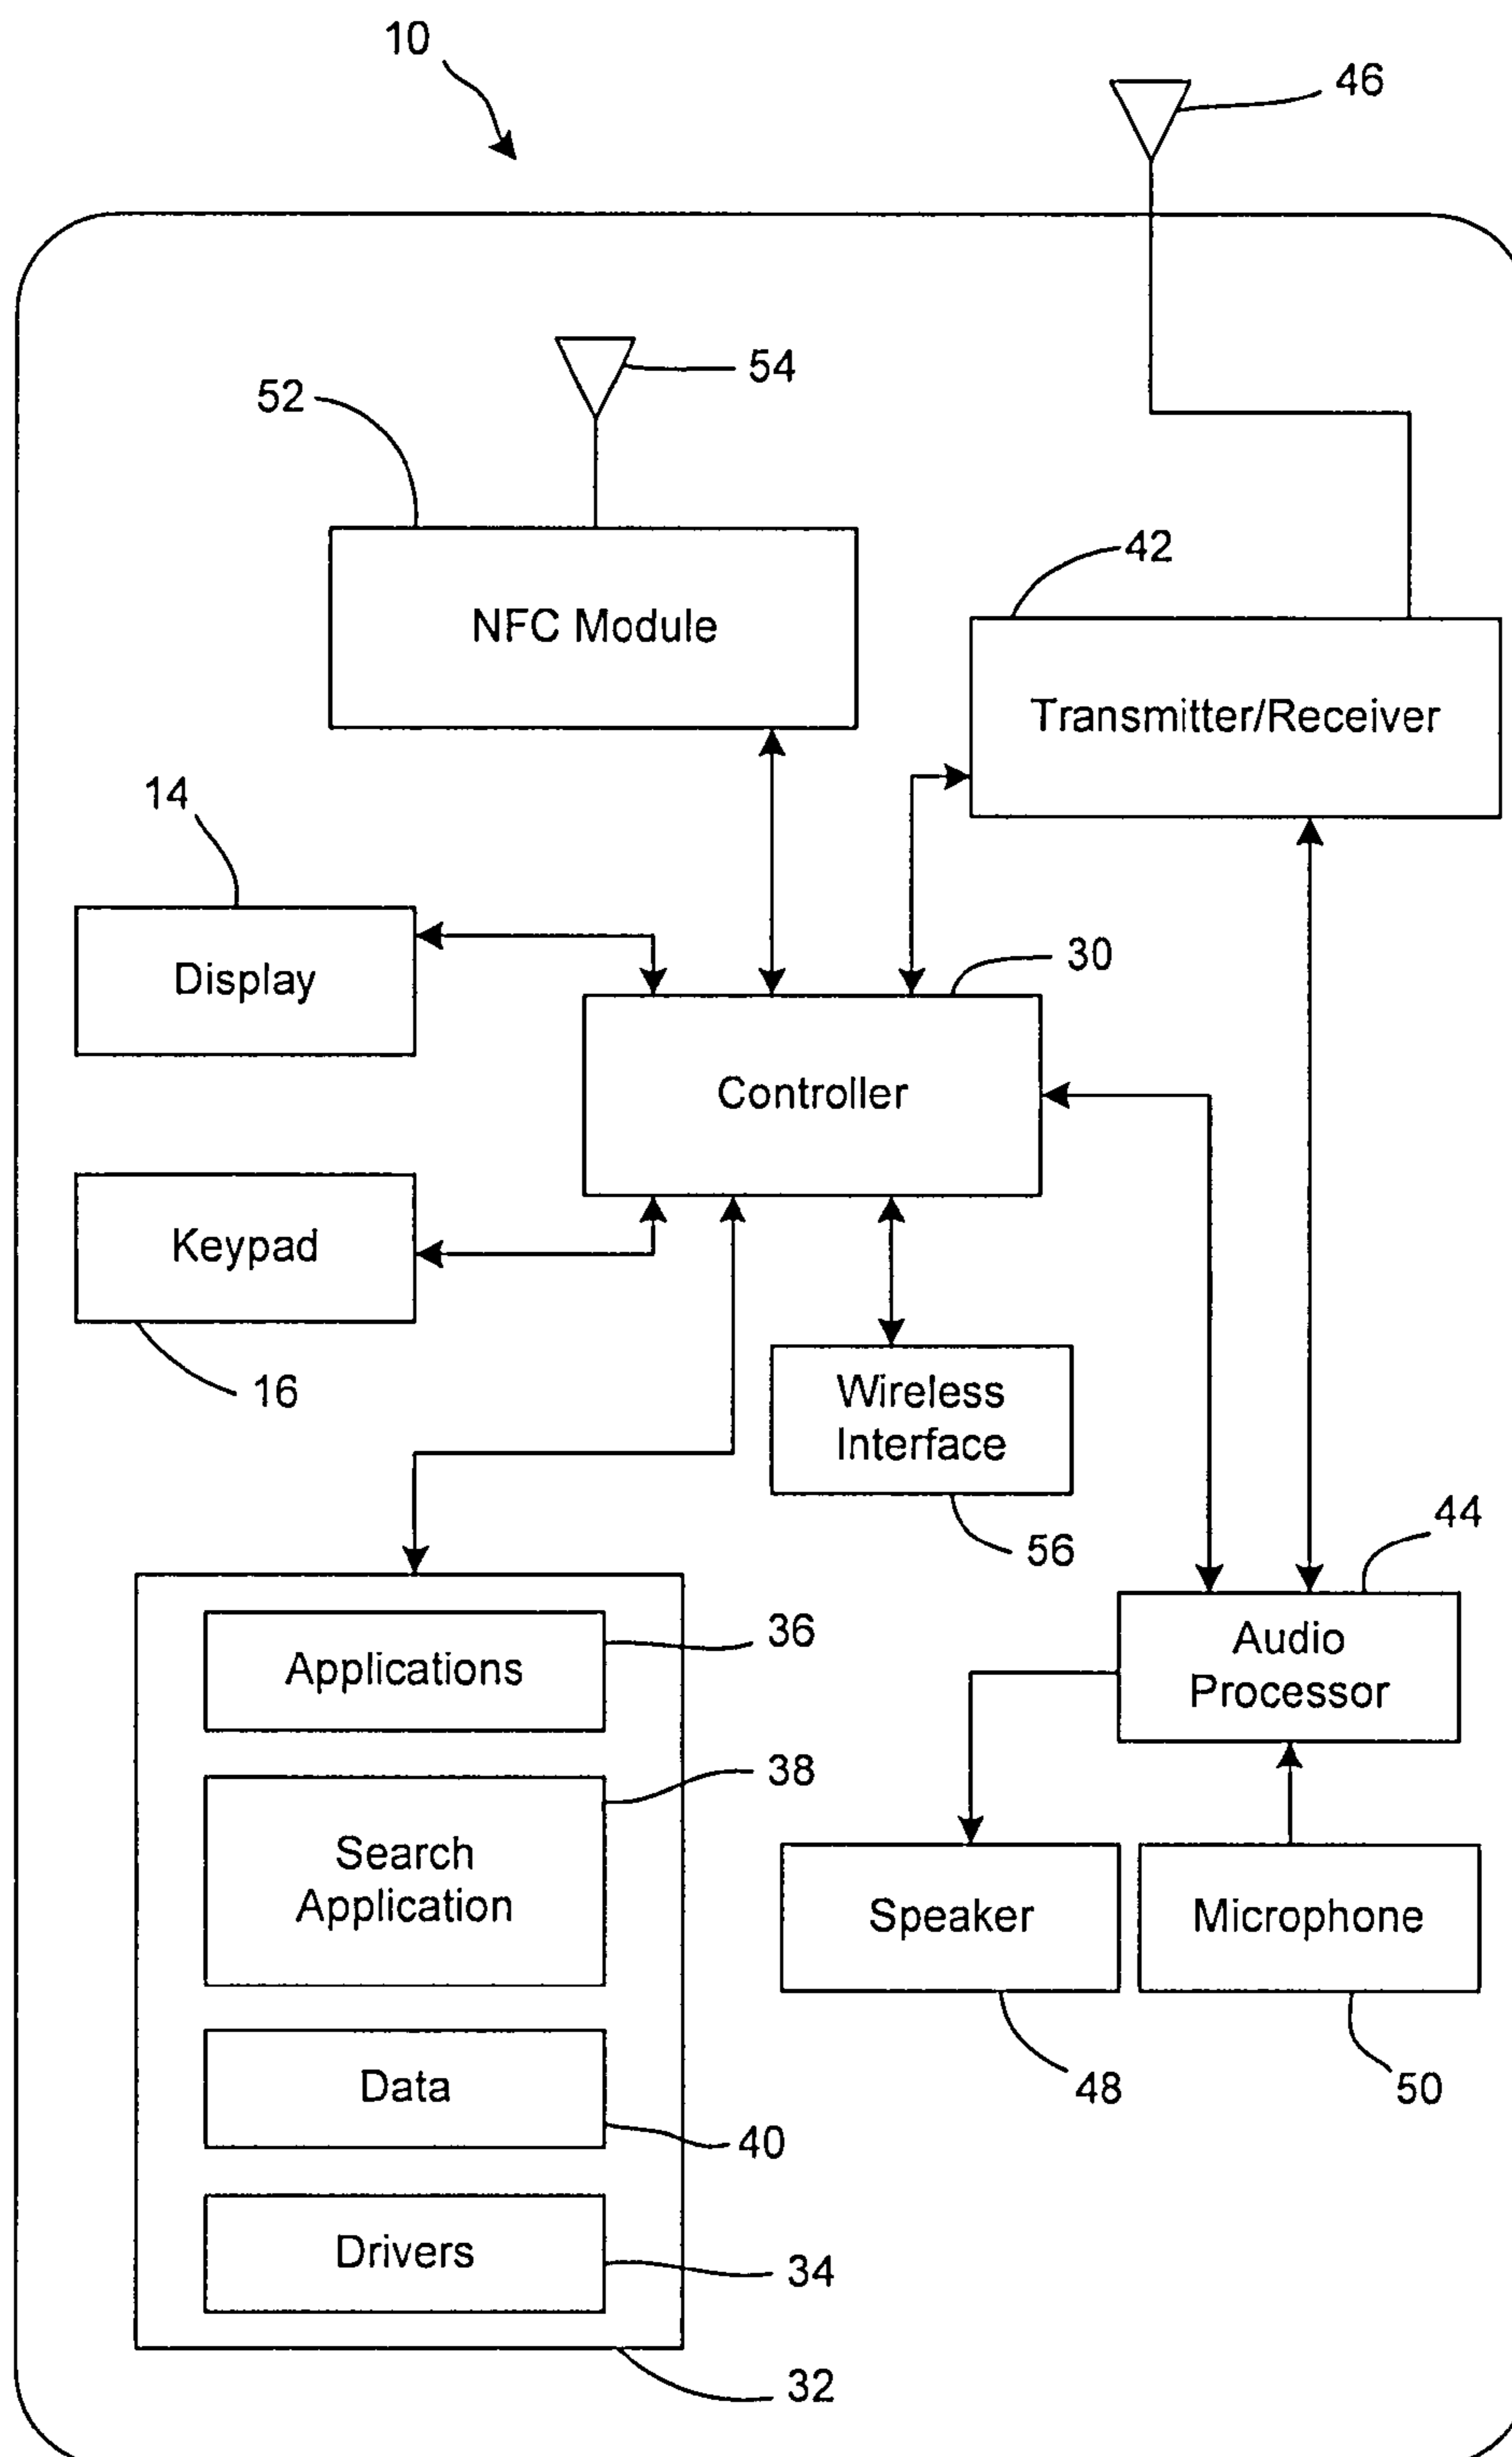 10
46
54
52
42
NFC Module
Transmitter/Receiver
14
30
Display
Controller
Keypad
16
Wireless
Interface
56
44
Applications
36
Audio
Processor
38
Search
Application
Speaker
Microphone
48
50
Data
40
Drivers
34
32